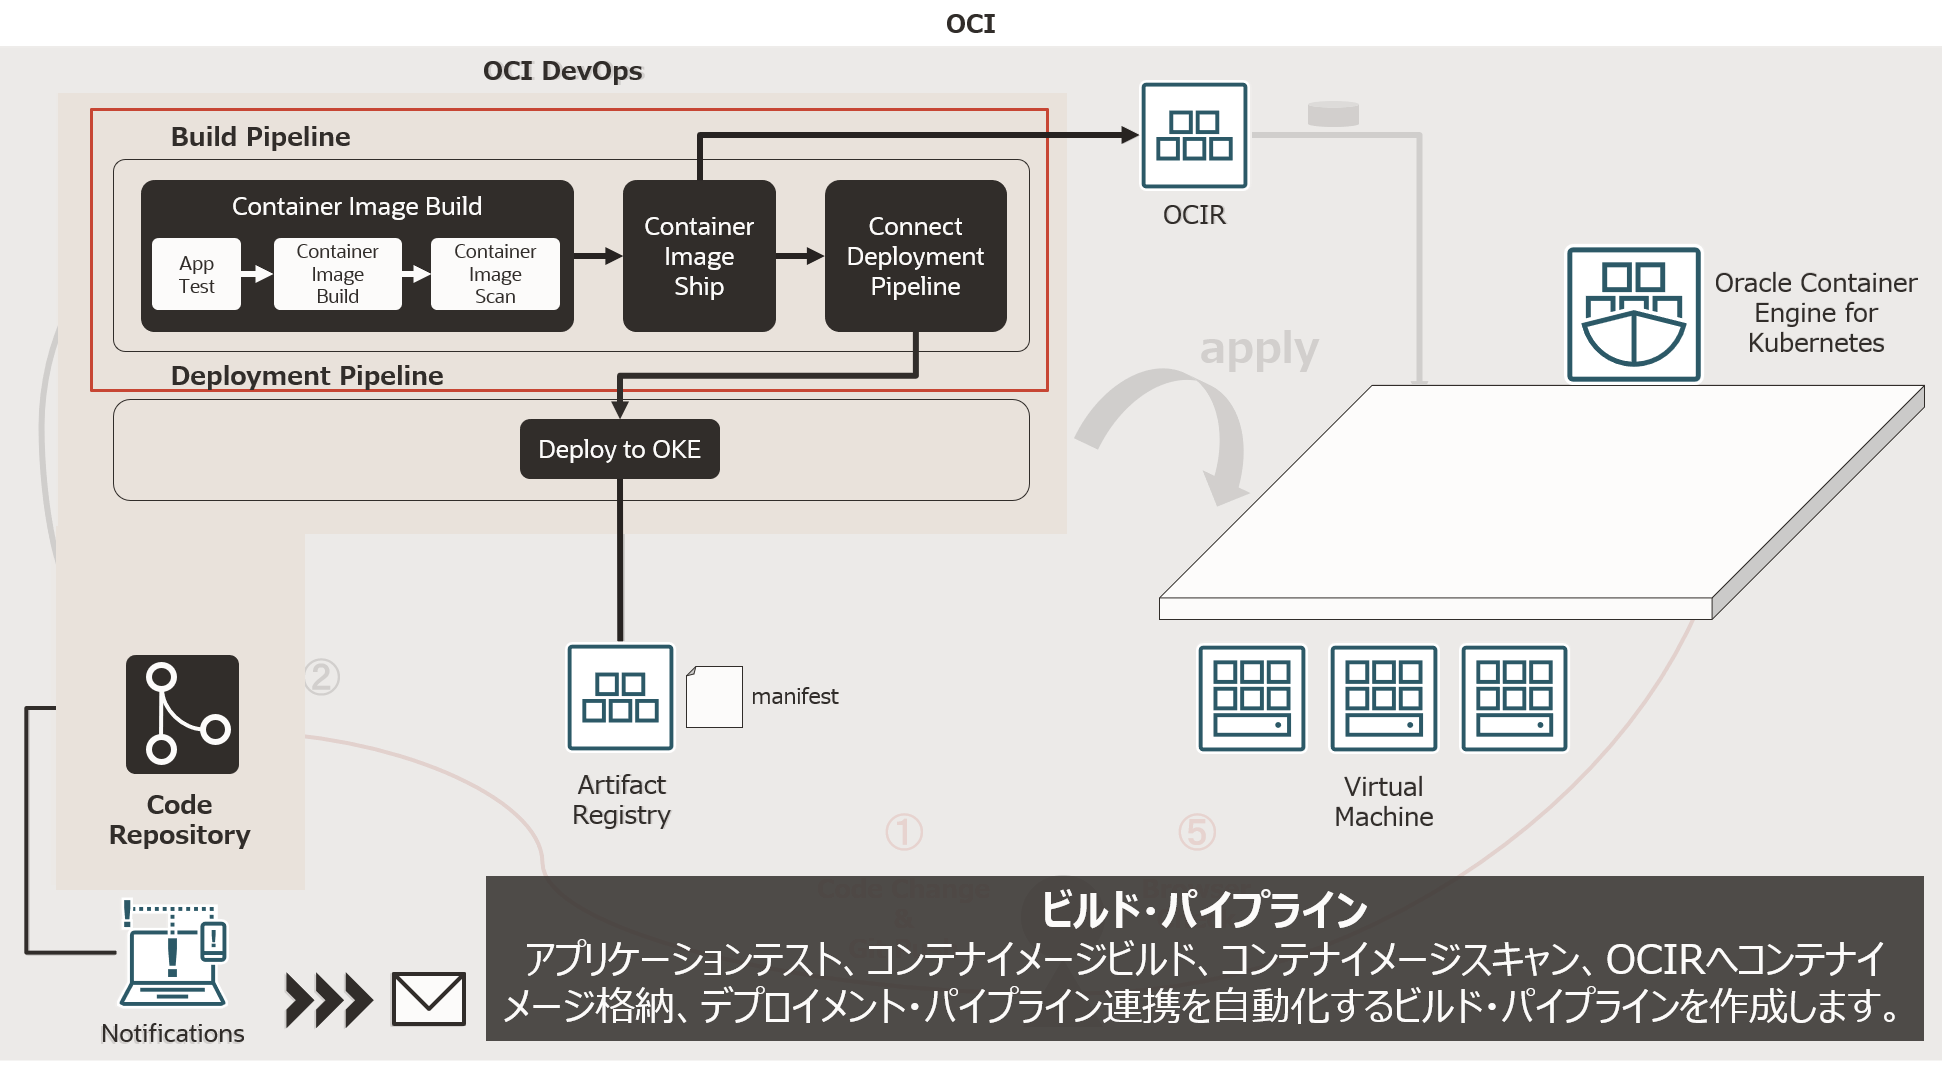 OCI
OCI DevOps
Build Pipeline
Container Image Build
App
Test
Container
Image
Build
Container
Image
Scan
Container
Image
Ship
Connect
Deployment
Pipeline
OCIR
Deployment Pipeline
Deploy to OKE
apply
Oracle Container
Engine for
Kubernetes
②
Code
Repository
Artifact
Registry
manifest
Virtual
Machine
①
⑤
Code Change
&
Notifications
ビルド・パイプライン
アプリケーションテスト、コンテナイメージビルド、コンテナイメージスキャン、OCIRへコンテナイ
メージ格納、デプロイメント・パイプライン連携を自動化するビルド・パイプラインを作成します。